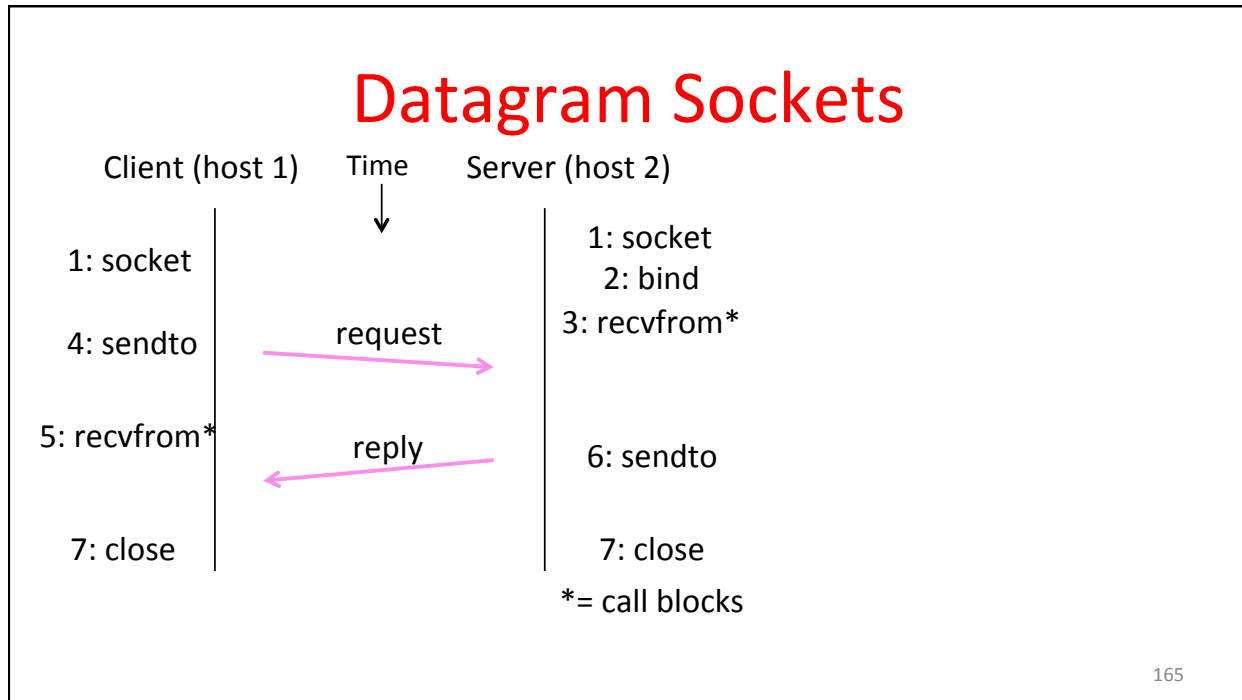 Datagram Sockets
Client (host 1) Time Server (host 2)
1: socket
1: socket
2: bind
3: recvfrom*
4: sendto
request
5: recvfrom*
reply
6: sendto
7: close
7: close
*= call blocks
165